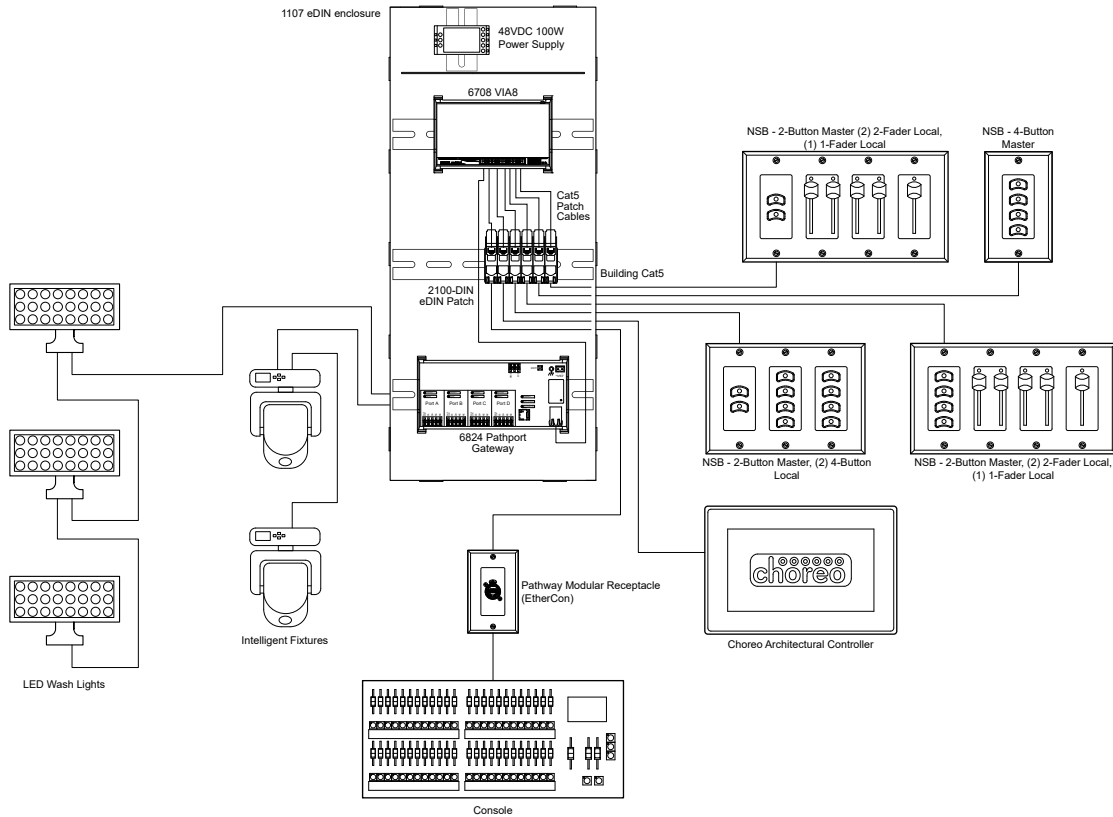 1107 eDIN enclosure
48VDC 100W
Power Supply
6708 VIA8
Cat5
Patch
Cables
2100-DIN
eDIN Patch
Building Cat5
Port A
Port B
Port C
Port D
6824 Pathport
Gateway
NSB - 2-Button Master (2) 2-Fader Local,
(1) 1-Fader Local
NSB - 4-Button
Master
NSB - 2-Button Master, (2) 4-Button
Local
NSB - 2-Button Master, (2) 2-Fader Local,
(1) 1-Fader Local
LED Wash Lights
Intelligent Fixtures
Pathway Modular Receptacle
(EtherCon)
choreo
Choreo Architectural Controller
Console